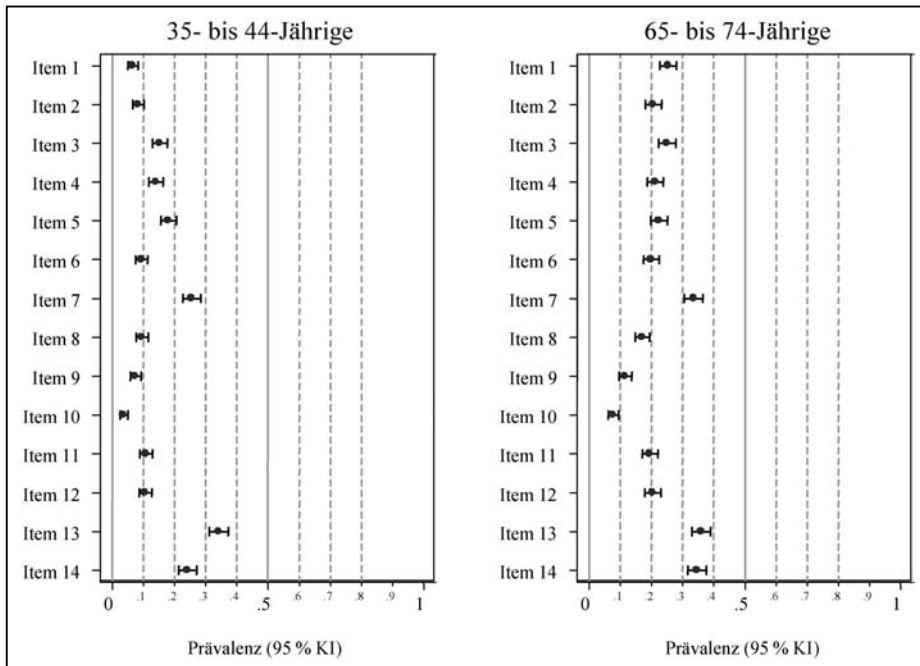 35- bis 44-Jährige
Item 1
Item 2
Item 3
Item 4
Item 5
Item 6
Item 7
Item 8
Item 9
Item 10
Item 11
Item 12
Item 13
Item 14
0 .1 .2 .3 .4 .5 .6 .7 .8 .9 1
Prävalenz (95 % KI)
65- bis 74-Jährige
Item 1
Item 2
Item 3
Item 4
Item 5
Item 6
Item 7
Item 8
Item 9
Item 10
Item 11
Item 12
Item 13
Item 14
0 .1 .2 .3 .4 .5 .6 .7 .8 .9 1
Prävalenz (95 % KI)